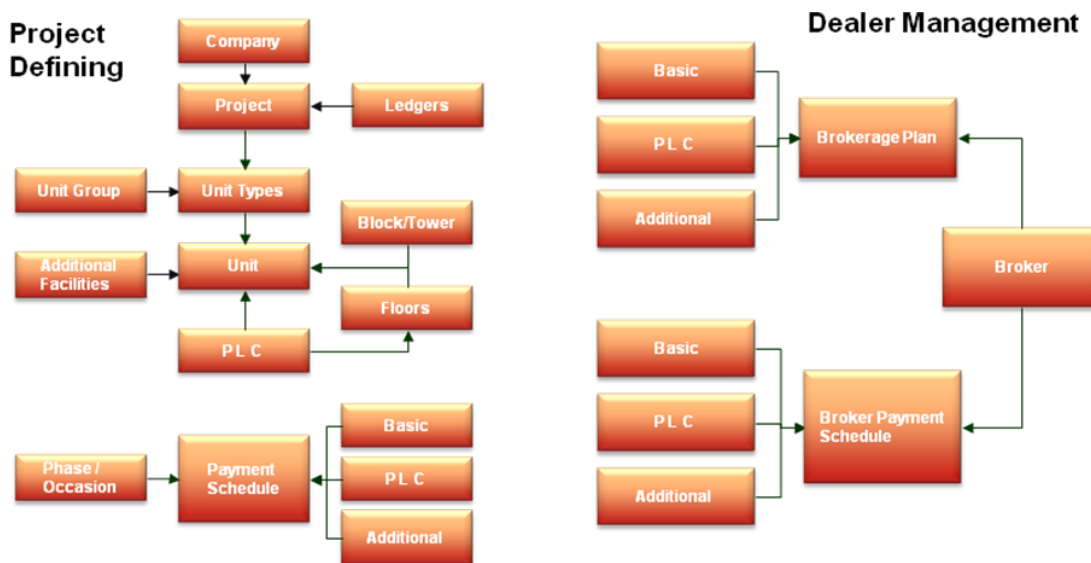 Project
Defining
Company
Project
Ledgers
Unit Group
Unit Types
Block/Tower
Additional
Facilities
Unit
Floors
P L C
Basic
Phase /
Occasion
Payment
Schedule
P L C
Additional
Dealer Management
Basic
P L C
Brokerage Plan
Additional
Broker
Basic
P L C
Broker Payment
Schedule
Additional